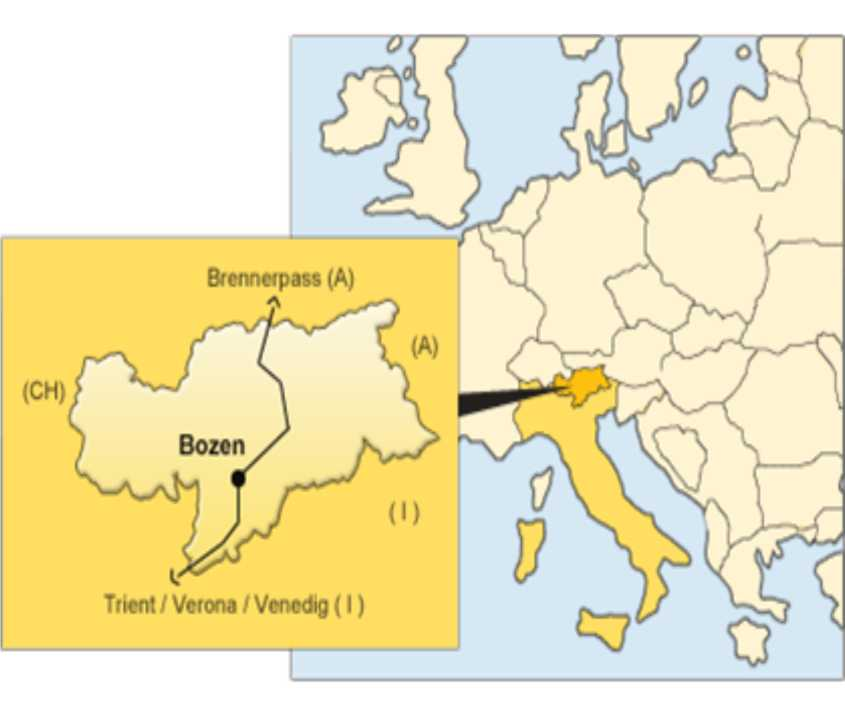 Brennerpass (A)
(A)
(CH)
Bozen
( I )
Trient / Verona / Venedig ( I )